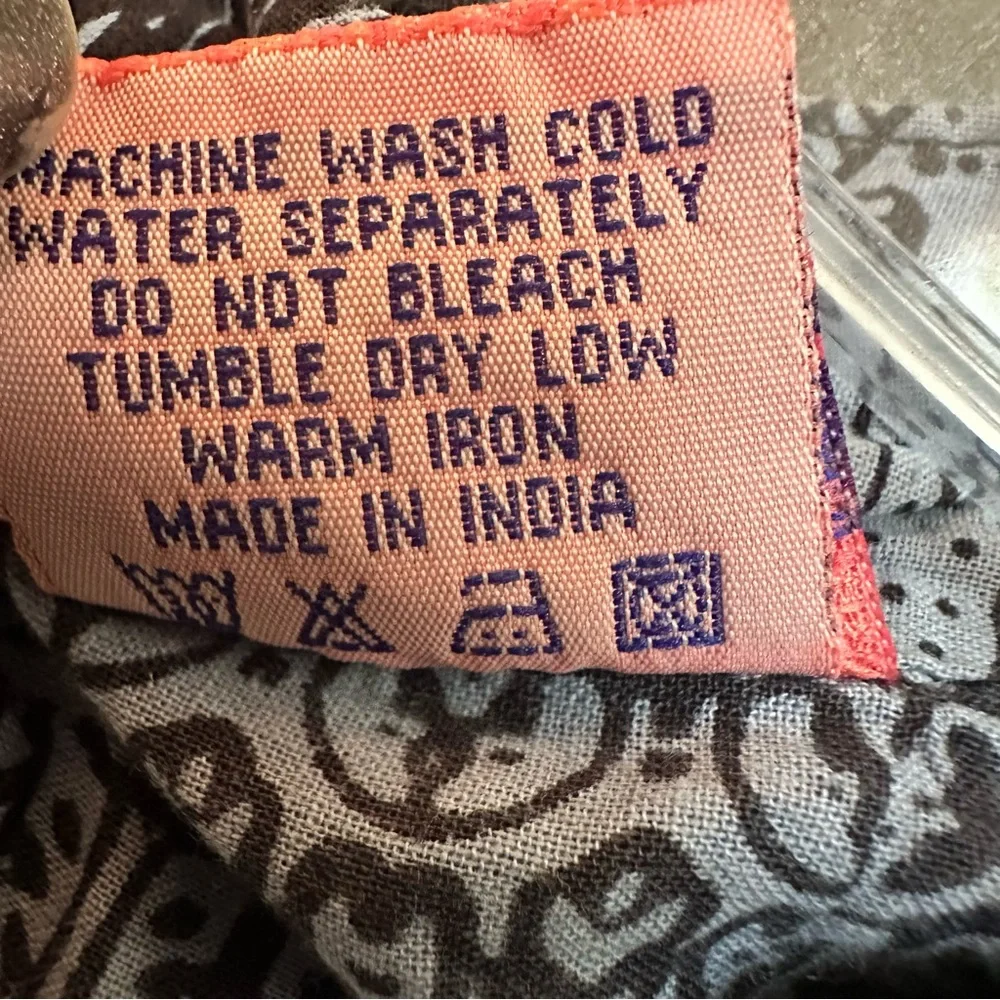 MACHINE WASH COLD
WATER SEPARATELY
DO NOT BLEACH
TUMBLE DRY LOW
WARM IRON
MADE IN INDIA